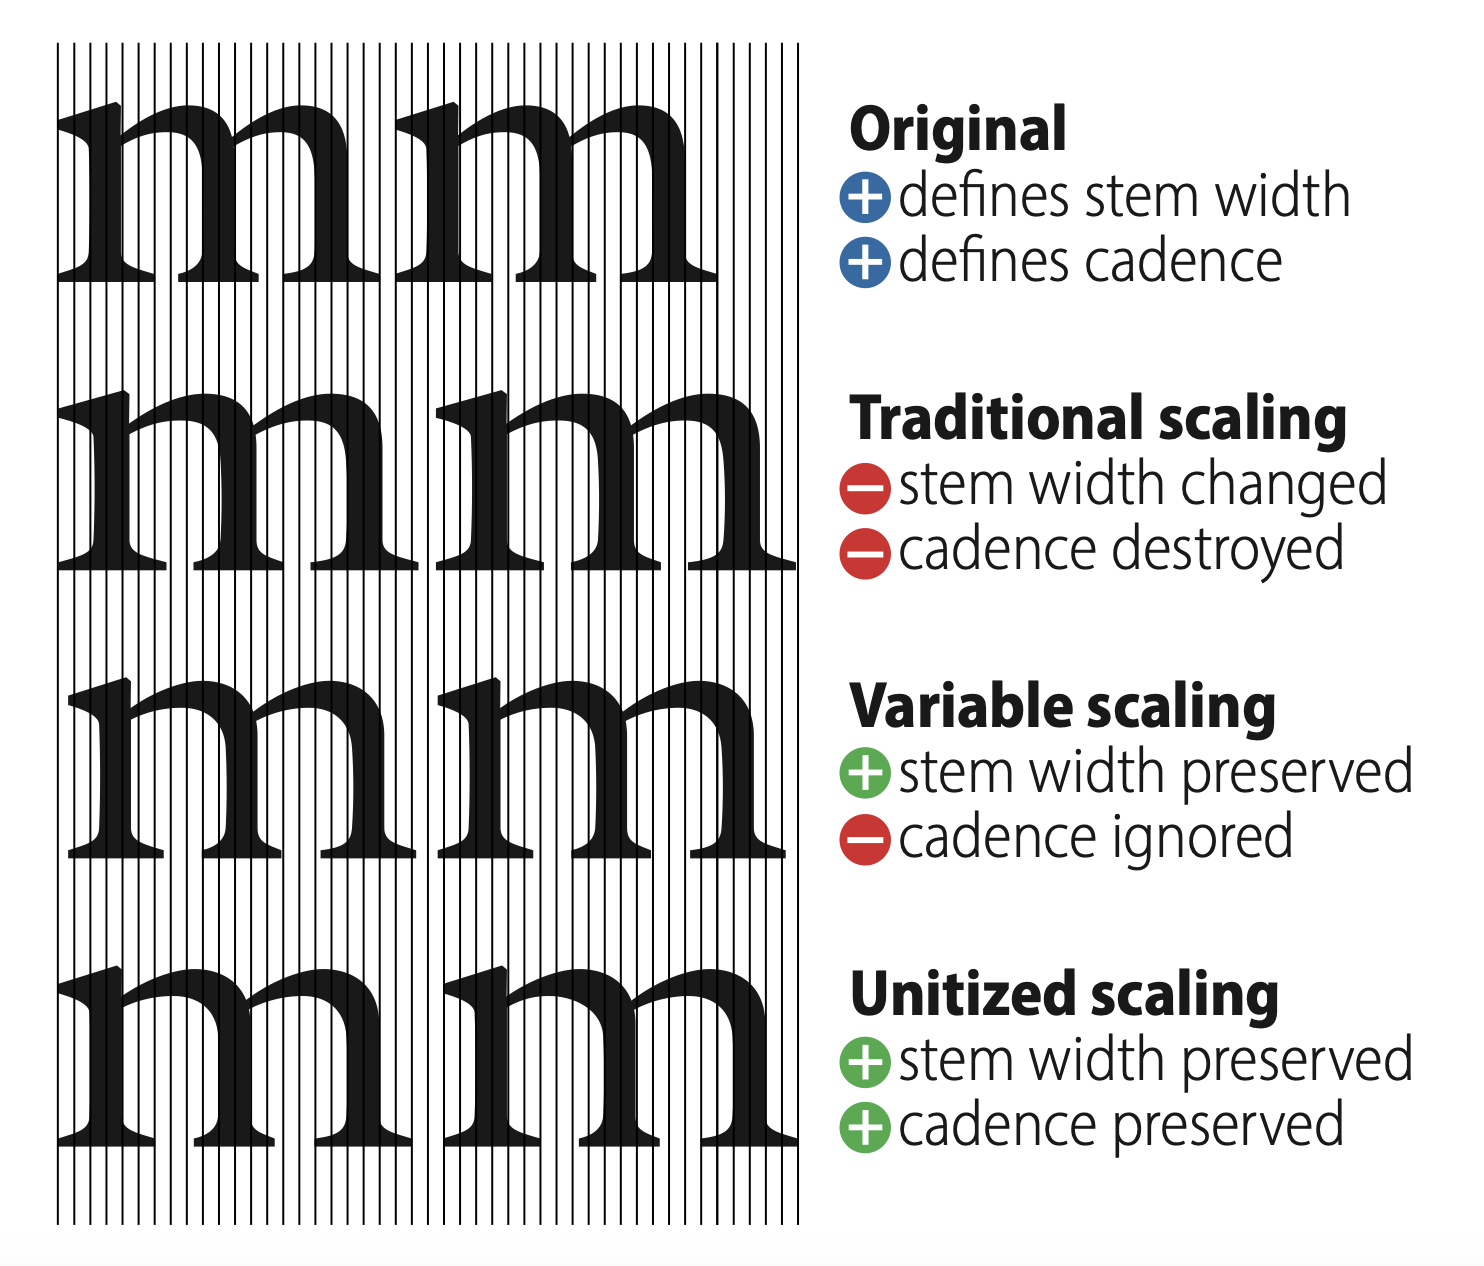 mm
Original
defines stem width
defines cadence
mm
Traditional scaling
stem width changed
cadence destroyed
mm
Variable scaling
stem width preserved
cadence ignored
mm
Unitized scaling
stem width preserved
cadence preserved